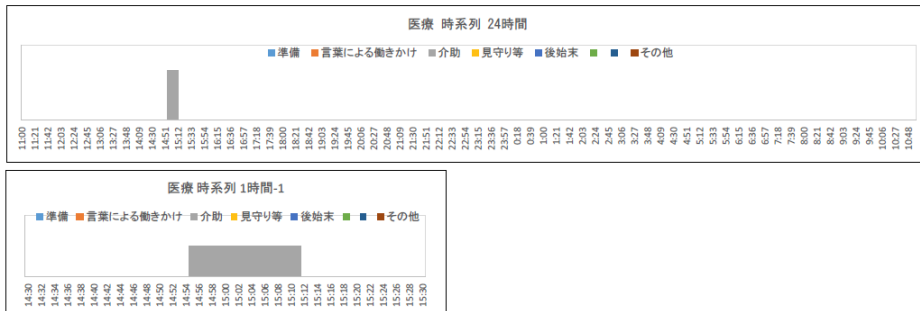 医療 時系列 24時間
準備 言葉による働きかけ 介助 見守り等 後始末 その他
11:00 11:21 11:42 12:03 12:24 12:45 13:06 13:27 13:48 14:09 14:30 14:51 15:12 15:33 15:54 16:15 16:36 16:57 17:18 17:39 18:00 18:21 18:42 19:03 19:24 19:45 20:06 20:27 20:48 21:09 21:30 21:51 22:12 22:33 22:54 23:15 23:36 23:57 0:18 0:39 1:00 1:21 1:42 2:03 2:24 2:45 3:06 3:27 3:48 4:09 4:30 4:51 5:12 5:33 5:54 6:15 6:36 6:57 7:18 7:39 8:00 8:21 8:42 9:03 9:24 9:45 10:06 10:27 10:48
医療 時系列 1時間-1
準備 言葉による働きかけ 介助 見守り等 後始末 その他
14:30 14:32 14:34 14:36 14:38 14:40 14:42 14:44 14:46 14:48 14:50 14:52 14:54 14:56 14:58 15:00 15:02 15:04 15:06 15:08 15:10 15:12 15:14 15:16 15:18 15:20 15:22 15:24 15:26 15:28 15:30